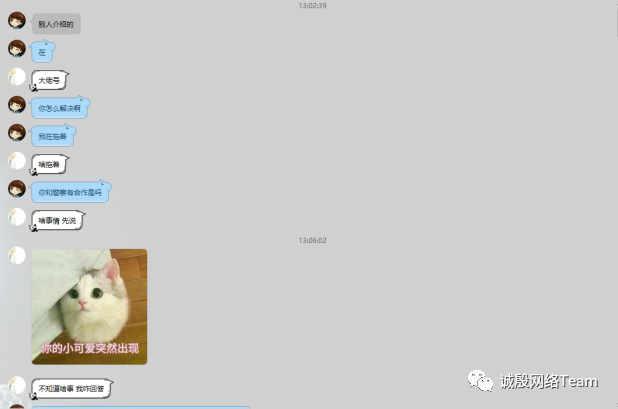 13:02:39
别人介绍的
在
大佬号
你怎么解决啊
我在拖着
啥拖着
你和警察有合作是吗
啥事情 先说
13:06:02
你的小可爱突然出现
不知道啥事 我咋回答
诚殷网络Team